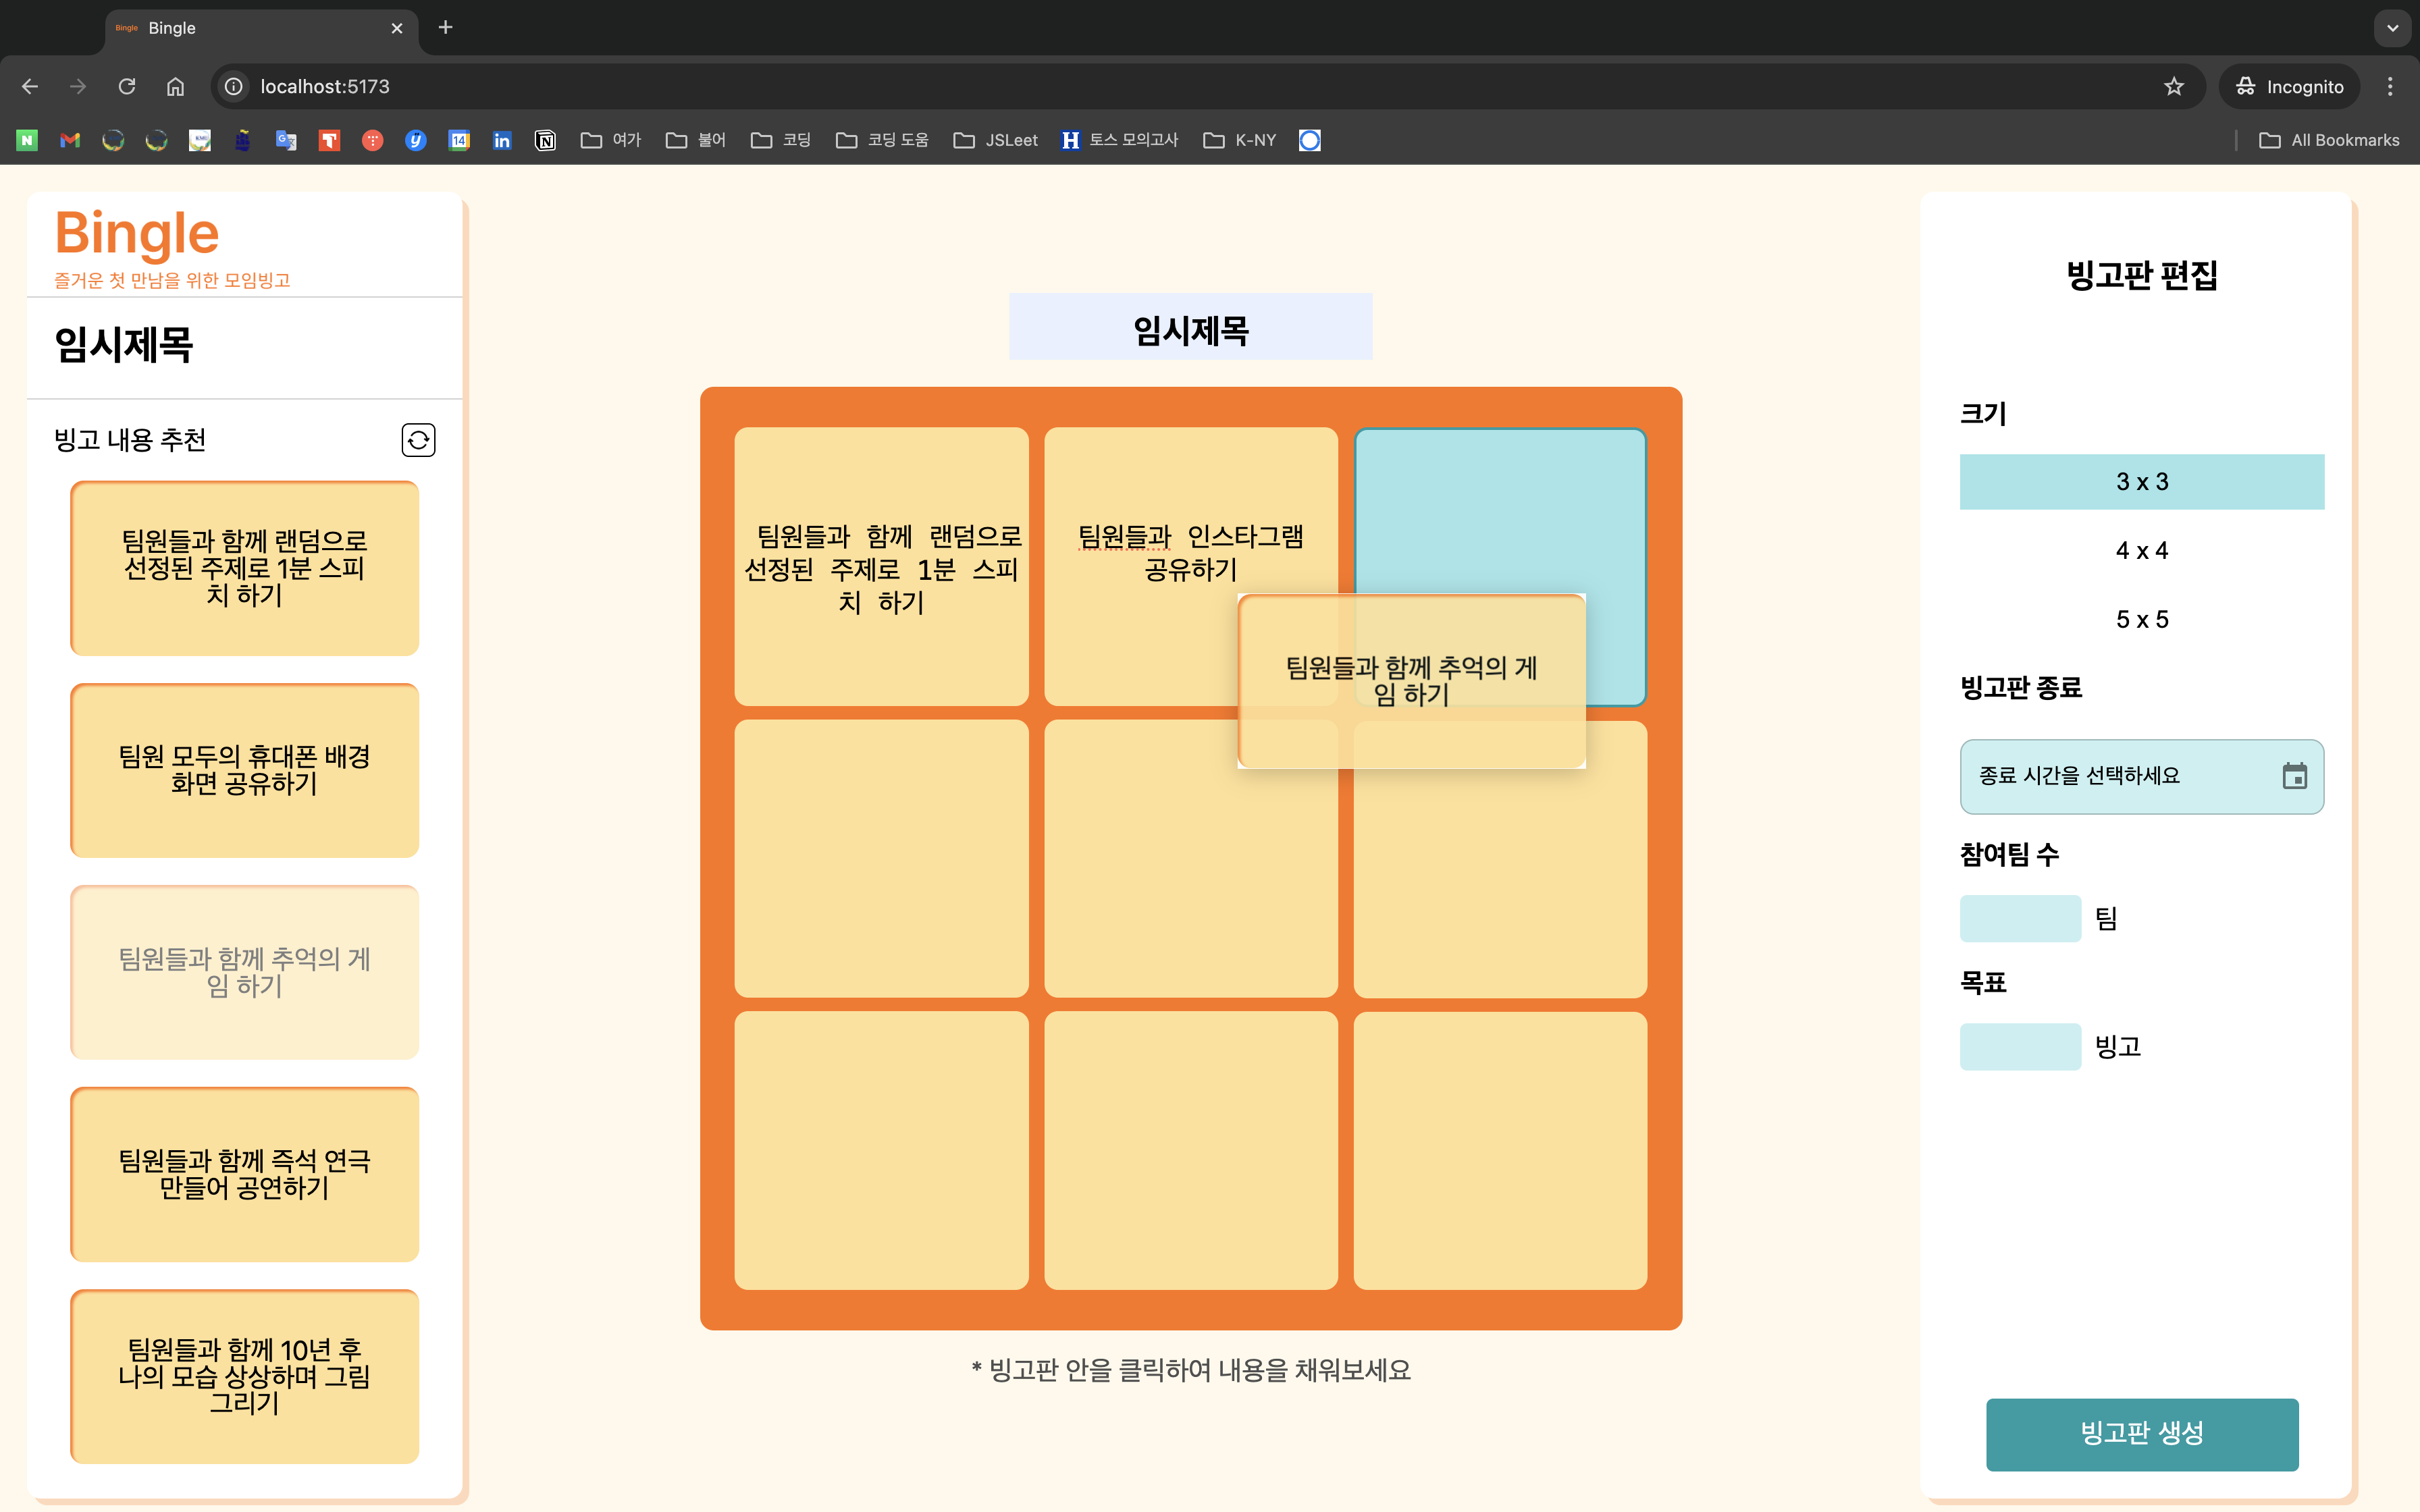 Bingle
Bingle
localhost:5173
Incognito
14
여가
불어
코딩
코딩 도움
JSLeet
토스 모의고사
K-NY
All Bookmarks
Bingle
즐거운 첫 만남을 위한 모임빙고
임시제목
빙고 내용 추천
팀원들과 함께 랜덤으로
선정된 주제로 1분 스피
치 하기
팀원 모두의 휴대폰 배경
화면 공유하기
팀원들과 함께 추억의 게
임 하기
팀원들과 함께 즉석 연극
만들어 공연하기
팀원들과 함께 10년 후
나의 모습 상상하며 그림
그리기
임시제목
팀원들과 함께 랜덤으로
선정된 주제로 1분 스피
치 하기
팀원들과 인스타그램
공유하기
팀원들과 함께 추억의 게
임 하기
* 빙고판 안을 클릭하여 내용을 채워보세요
빙고판 편집
크기
3 x 3
4 x 4
5 x 5
빙고판 종료
종료 시간을 선택하세요
참여팀 수
팀
목표
빙고
빙고판 생성